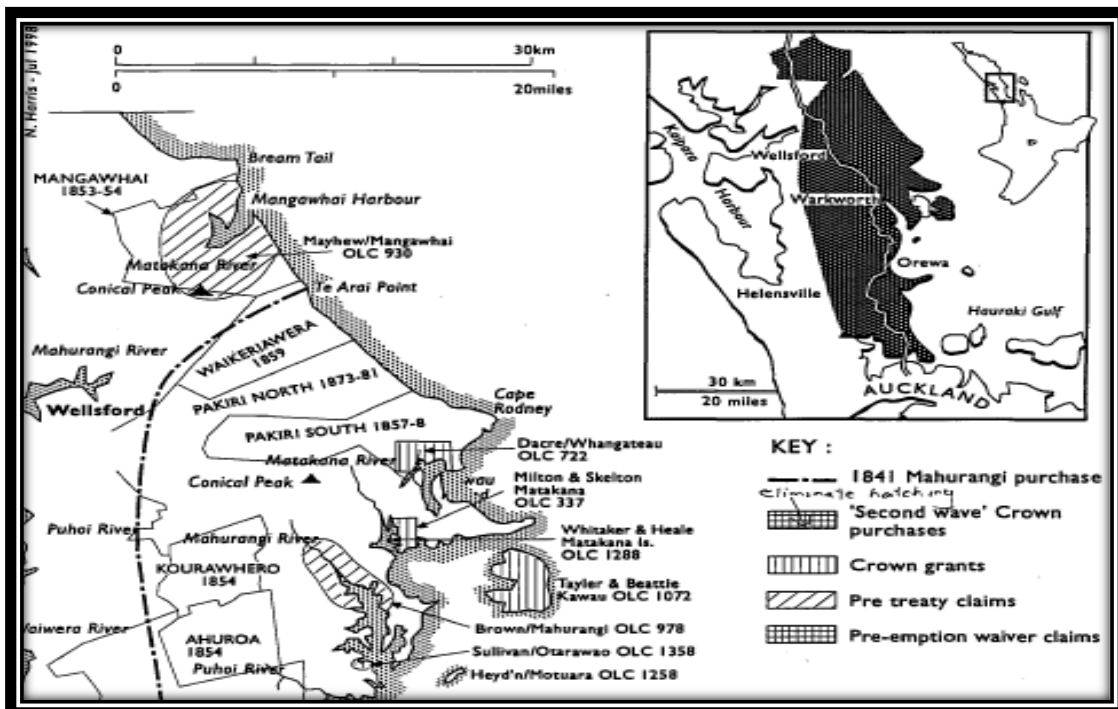 N. Harris - Jul 1998
0 30km
0 20miles
Bream Tail
MANGAWHAI
1853-54
Mangawhai Harbour
Mayhew/Mangawhai
OLC 930
Matakana River
Conical Peak
Te Arai Point
Mahurangi River
WAIKERIAWERA
1859
PAKIRI NORTH 1873-81
Wellsford
Cape
Rodney
PAKIRI SOUTH 1857-8
Dacre/Whangateau
OLC 722
Matakana River
Conical Peak
Milton & Skelton
Matakana
OLC 337
Puhoi River
Mahurangi River
Whitaker & Heale
Matakana Is.
OLC 1288
KOURAWHERO
1854
Tayler & Beattie
Kawau OLC 1072
Waiwera River
Brown/Mahurangi OLC 978
AHUROA
1854
Sullivan/Otarawao OLC 1358
Puhoi River
Heyd'n/Motuara OLC 1258
Kaipara
Harbour
Wellsford
Warkworth
Orewa
Helensville
Hauraki Gulf
30 km
20 miles
AUCKLAND
KEY :
1841 Mahurangi purchase
eliminate hatching
'Second wave' Crown
purchases
Crown grants
Pre treaty claims
Pre-emption waiver claims